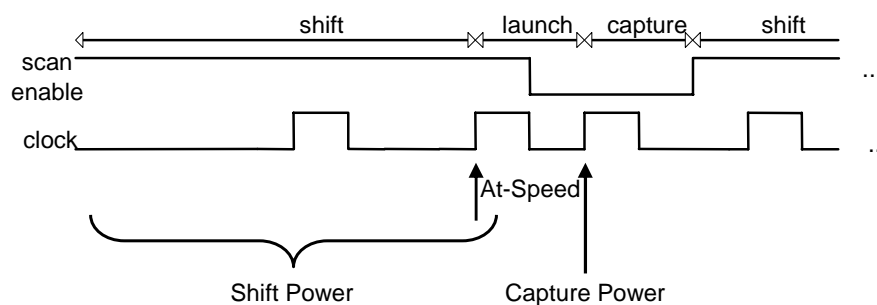 shift launch capture shift
scan
enable
..
clock
..
At-Speed
Shift Power Capture Power